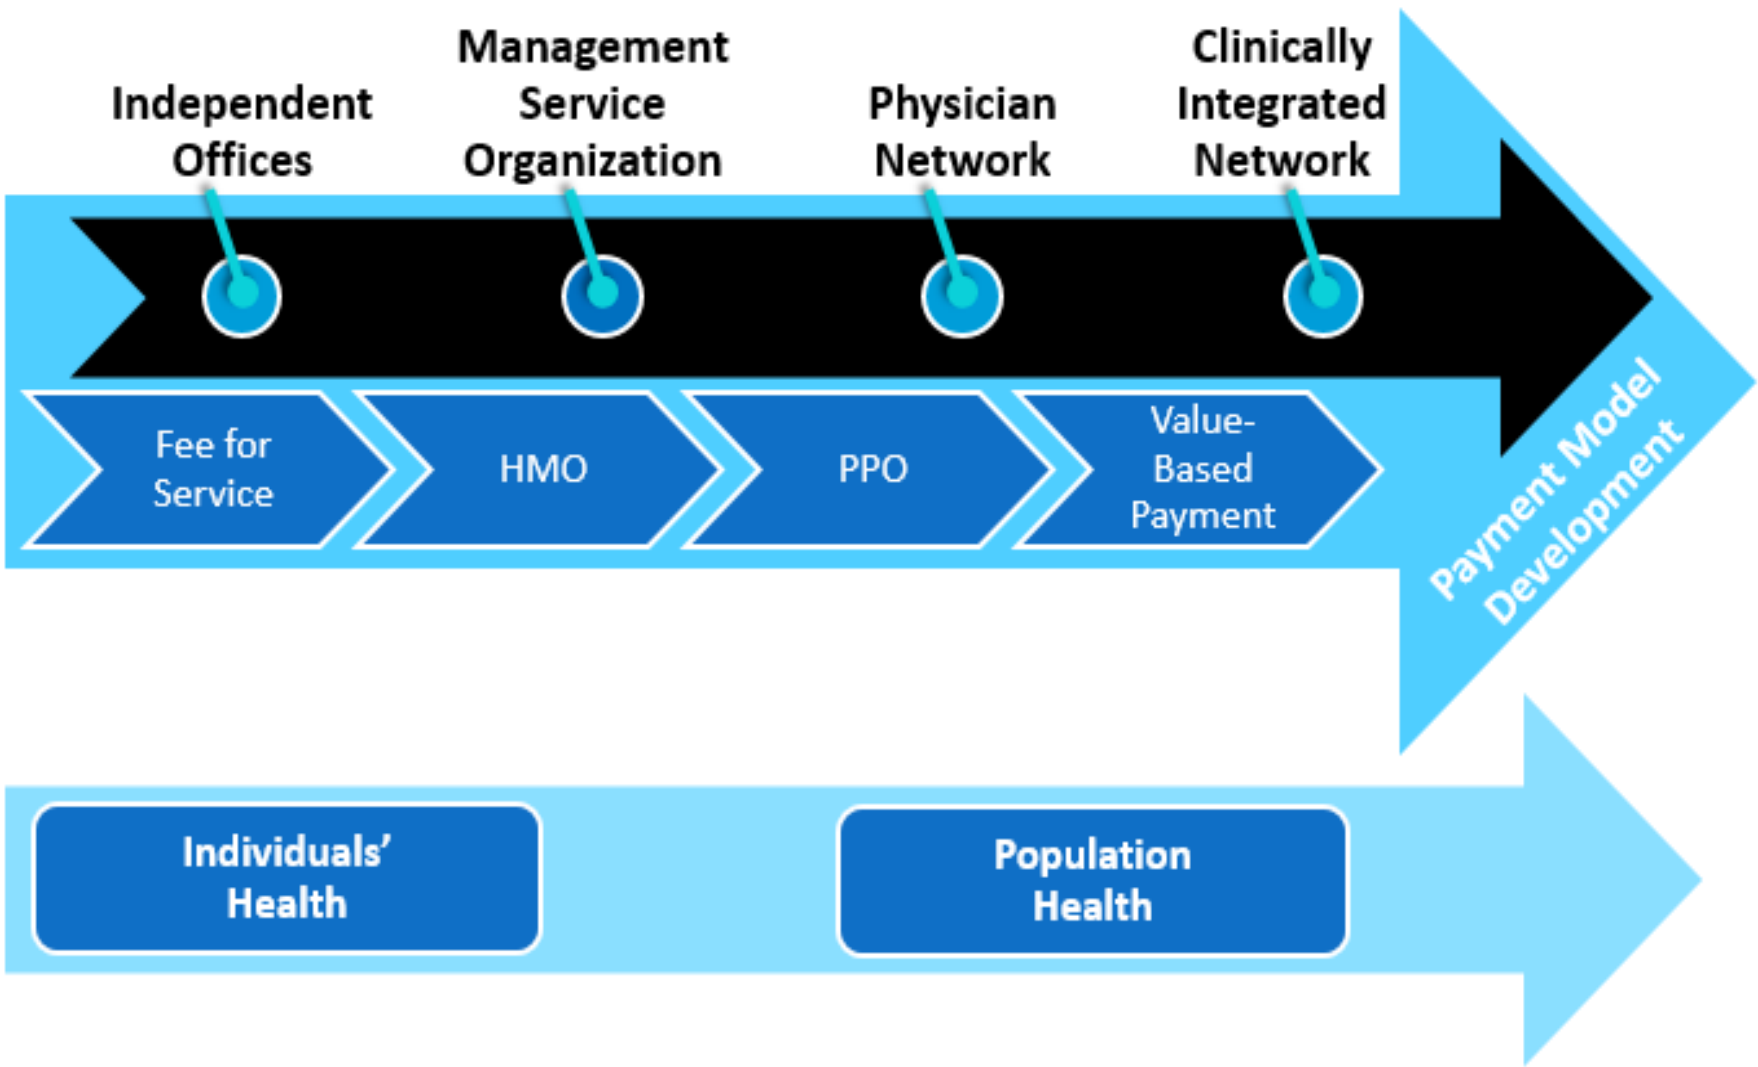 Independent
Offices
Management
Service
Organization
Physician
Network
Clinically
Integrated
Network
Fee for
Service
HMO
PPO
Value-
Based
Payment
Payment Model
Development
Individuals’
Health
Population
Health